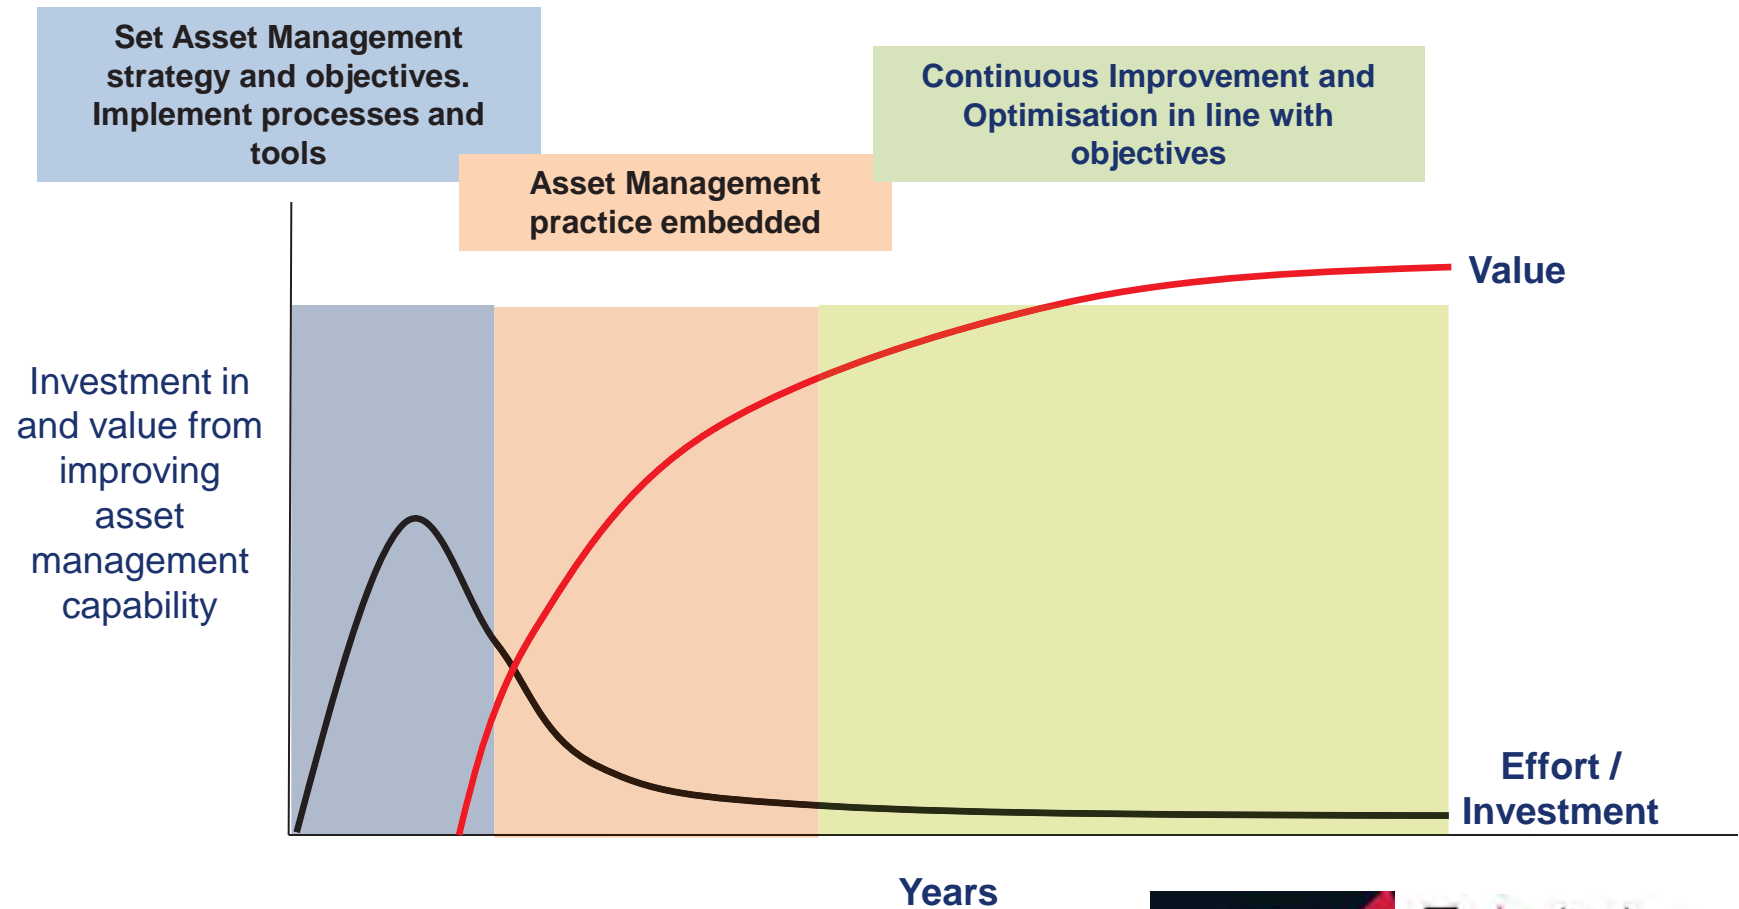 Set Asset Management
strategy and objectives.
Implement processes and
tools
Asset Management
practice embedded
Continuous Improvement and
Optimisation in line with
objectives
Value
Investment in
and value from
improving
asset
management
capability
Effort /
Investment
Years